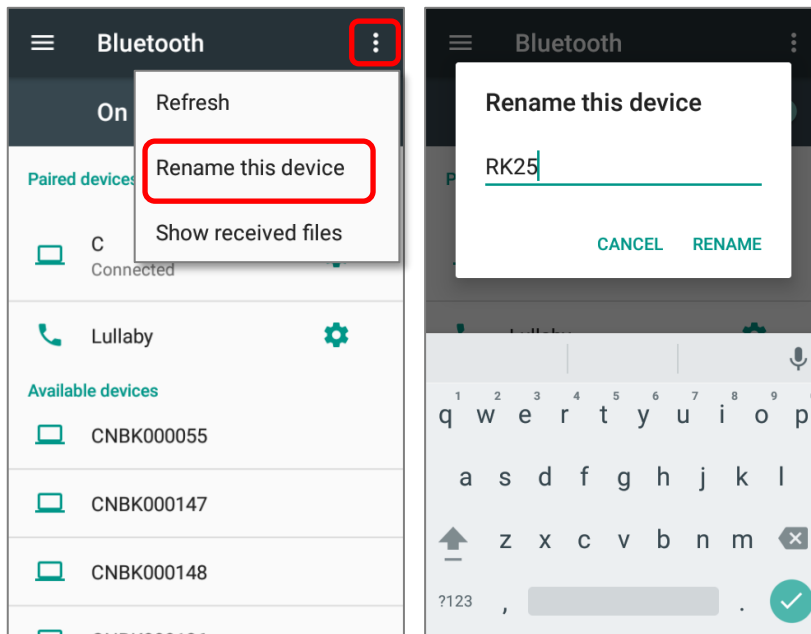 Bluetooth
On
Refresh
Rename this device
Show received files
Paired devices
C
Connected
Lullaby
Available devices
CNBK000055
CNBK000147
CNBK000148
Bluetooth
Rename this device
RK25
CANCEL RENAME
1 2 3 4 5 6 7 8 9
q w e r t y u i o p
a s d f g h j k l
z x c v b n m
?123 , .